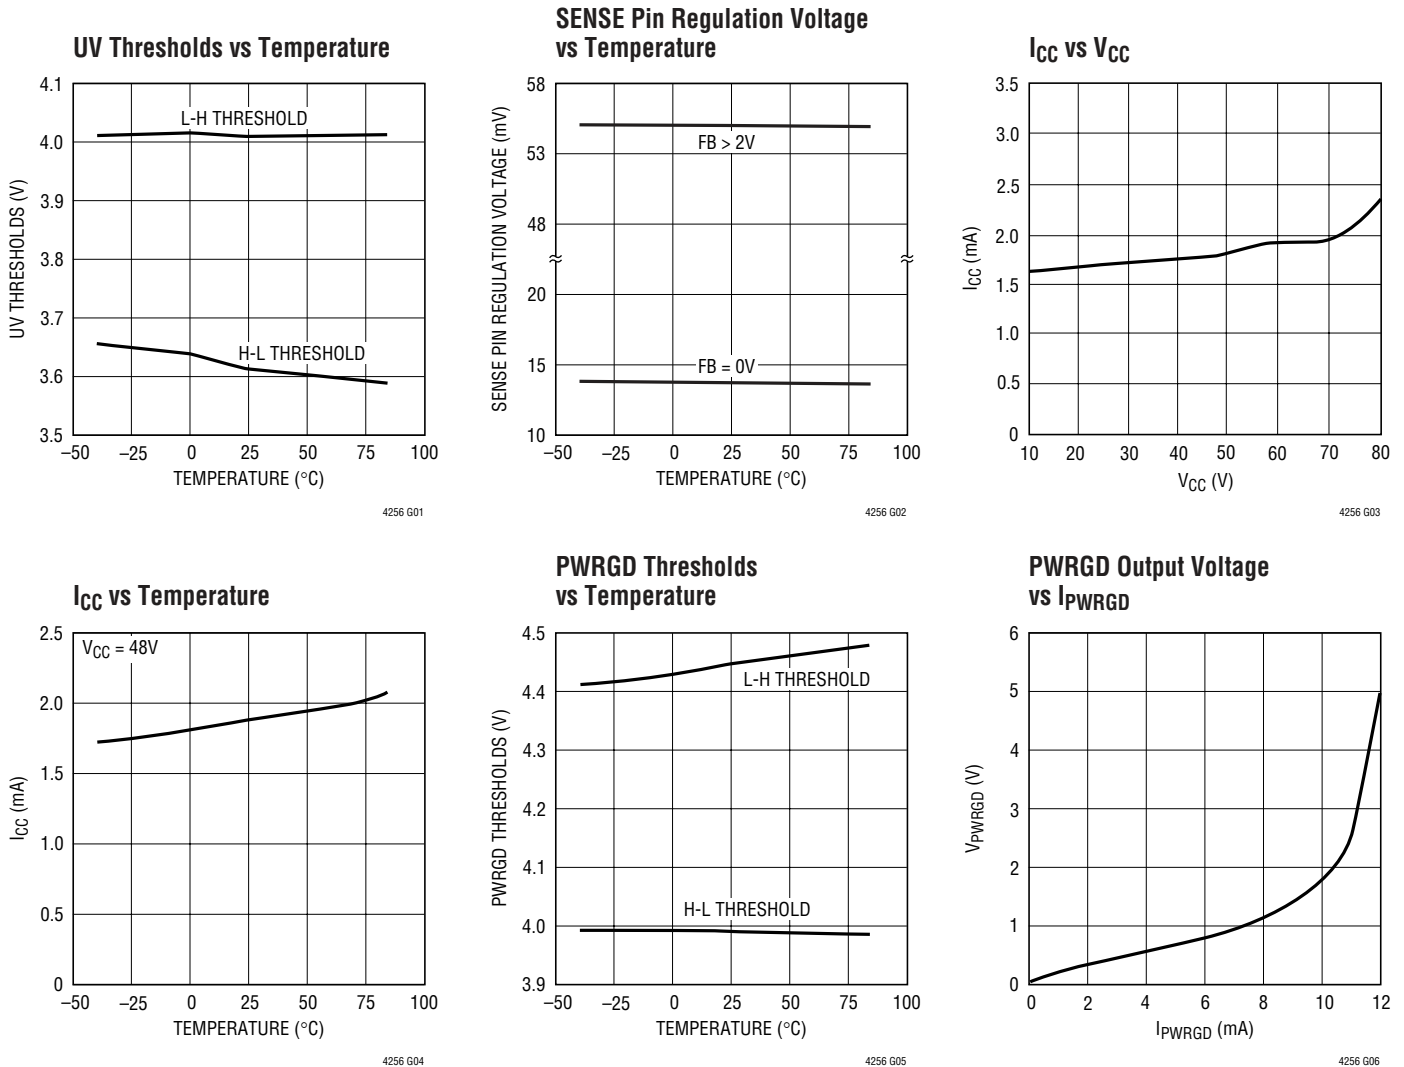 UV Thresholds vs Temperature
4.1
4.0
3.9
3.8
3.7
3.6
3.5
UV THRESHOLDS (V)
L-H THRESHOLD
H-L THRESHOLD
–50 –25 0 25 50 75 100
TEMPERATURE (°C)
4256 G01
SENSE Pin Regulation Voltage
vs Temperature
58
53
48
20
15
10
SENSE PIN REGULATION VOLTAGE (mV)
FB > 2V
FB = 0V
–50 –25 0 25 50 75 100
TEMPERATURE (°C)
4256 G02
ICC vs VCC
3.5
3.0
2.5
2.0
1.5
1.0
0.5
0
ICC (mA)
10 20 30 40 50 60 70 80
VCC (V)
4256 G03
ICC vs Temperature
2.5
2.0
1.5
1.0
0.5
0
ICC (mA)
VCC = 48V
–50 –25 0 25 50 75 100
TEMPERATURE (°C)
4256 G04
PWRGD Thresholds
vs Temperature
4.5
4.4
4.3
4.2
4.1
4.0
3.9
PWRGD THRESHOLDS (V)
L-H THRESHOLD
H-L THRESHOLD
–50 –25 0 25 50 75 100
TEMPERATURE (°C)
4256 G05
PWRGD Output Voltage
vs IPWRGD
6
5
4
3
2
1
0
VPWRGD (V)
0 2 4 6 8 10 12
IPWRGD (mA)
4256 G06